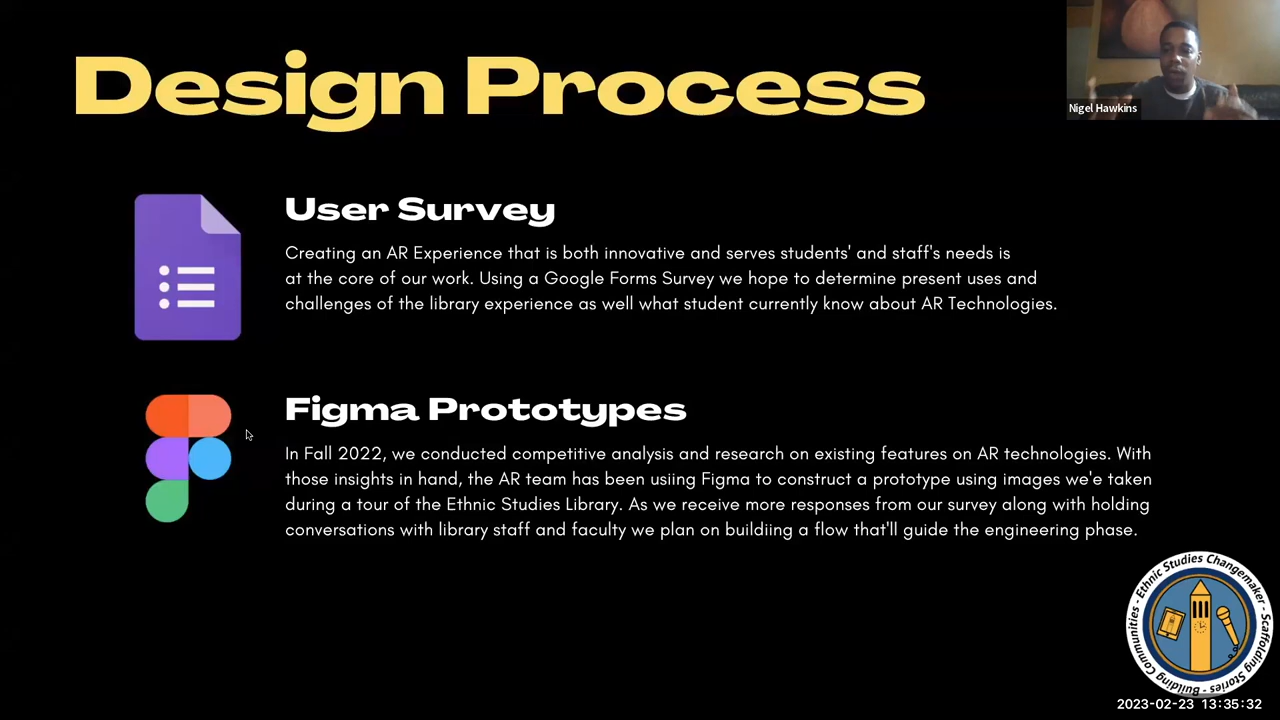 Design Process
Nigel Hawkins
User Survey
Creating an AR Experience that is both innovative and serves students' and staff's needs is
at the core of our work. Using a Google Forms Survey we hope to determine present uses and
challenges of the library experience as well what student currently know about AR Technologies.
Figma Prototypes
In Fall 2022, we conducted competitive analysis and research on existing features on AR technologies. With
those insights in hand, the AR team has been usiing Figma to construct a prototype using images we'e taken
during a tour of the Ethnic Studies Library. As we receive more responses from our survey along with holding
conversations with library staff and faculty we plan on buildiing a flow that'll guide the engineering phase.
Ethnic Studies Changemaker - Scaffolding Stories - Building Communities -
2023-02-23 13:35:32